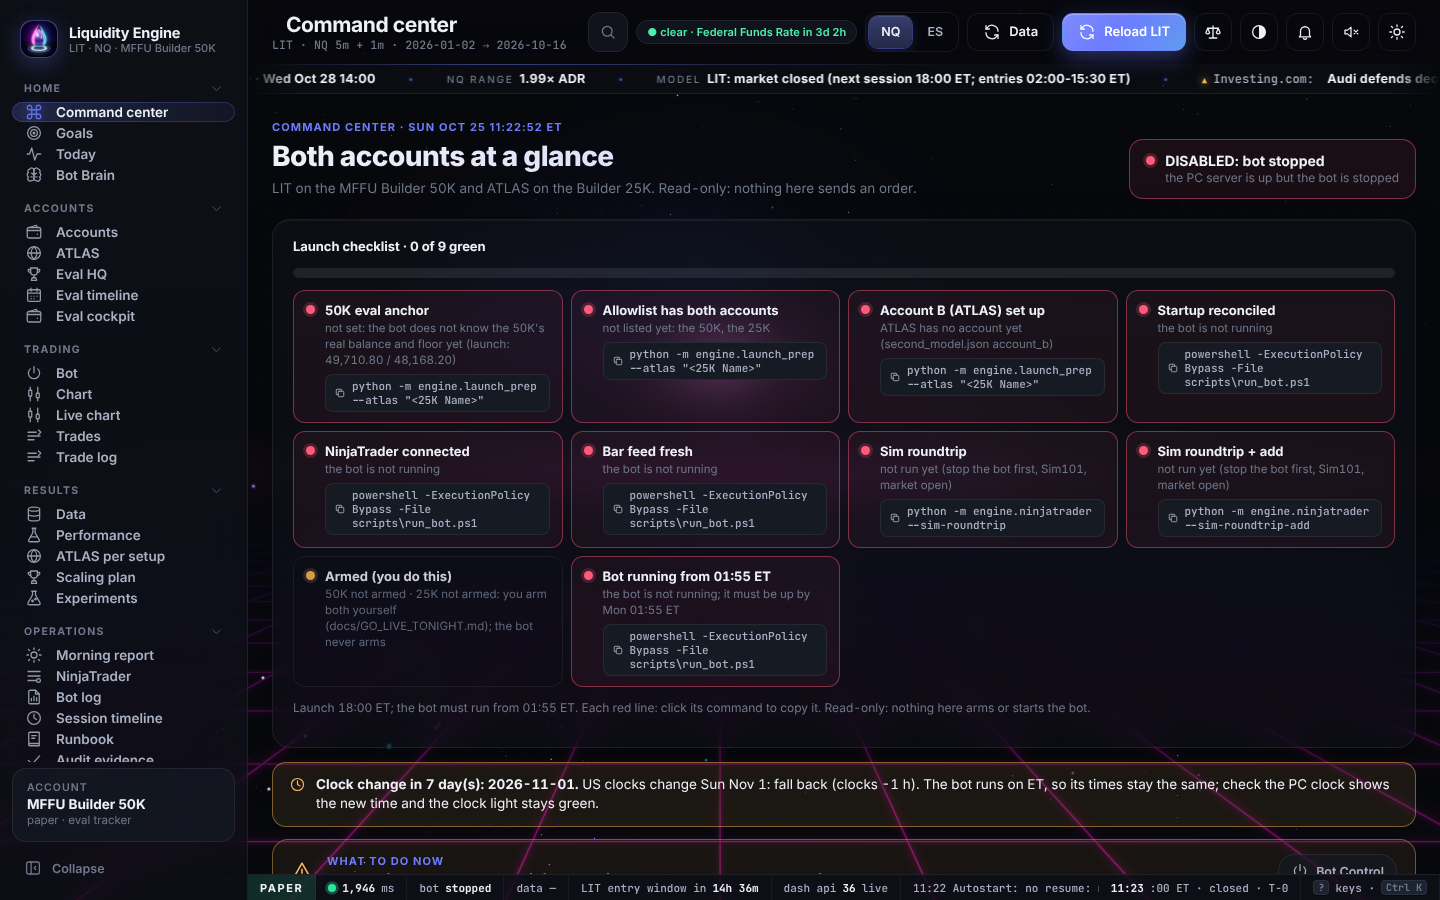 Liquidity Engine
LIT · NQ · MFFU Builder 50K
HOME
Command center
Goals
Today
Bot Brain
ACCOUNTS
Accounts
ATLAS
Eval HQ
Eval timeline
Eval cockpit
TRADING
Bot
Chart
Live chart
Trades
Trade log
RESULTS
Data
Performance
ATLAS per setup
Scaling plan
Experiments
OPERATIONS
Morning report
NinjaTrader
Bot log
Session timeline
Runbook
Audit evidence
ACCOUNT
MFFU Builder 50K
paper · eval tracker
Collapse
Command center
LIT · NQ 5m + 1m · 2026-01-02 → 2026-10-16
clear · Federal Funds Rate in 3d 2h
NQ ES
Data
Reload LIT
Wed Oct 28 14:00 • NQ RANGE 1.99× ADR • MODEL LIT: market closed (next session 18:00 ET; entries 02:00-15:30 ET) • ▲ Investing.com: Audi defends dec
COMMAND CENTER · SUN OCT 25 11:22:52 ET
Both accounts at a glance
LIT on the MFFU Builder 50K and ATLAS on the Builder 25K. Read-only: nothing here sends an order.
DISABLED: bot stopped
the PC server is up but the bot is stopped
Launch checklist · 0 of 9 green
50K eval anchor
not set: the bot does not know the 50K's
real balance and floor yet (launch:
49,710.80 / 48,168.20)
python -m engine.launch_prep
--atlas "<25K Name>"
Allowlist has both accounts
not listed yet: the 50K, the 25K
python -m engine.launch_prep
--atlas "<25K Name>"
Account B (ATLAS) set up
ATLAS has no account yet
(second_model.json account_b)
python -m engine.launch_prep
--atlas "<25K Name>"
Startup reconciled
the bot is not running
powershell -ExecutionPolicy
Bypass -File
scripts\run_bot.ps1
NinjaTrader connected
the bot is not running
powershell -ExecutionPolicy
Bypass -File
scripts\run_bot.ps1
Bar feed fresh
the bot is not running
powershell -ExecutionPolicy
Bypass -File
scripts\run_bot.ps1
Sim roundtrip
not run yet (stop the bot first, Sim101,
market open)
python -m engine.ninjatrader
--sim-roundtrip
Sim roundtrip + add
not run yet (stop the bot first, Sim101,
market open)
python -m engine.ninjatrader
--sim-roundtrip-add
Armed (you do this)
50K not armed · 25K not armed: you arm
both yourself
(docs/GO_LIVE_TONIGHT.md); the bot
never arms
Bot running from 01:55 ET
the bot is not running; it must be up by
Mon 01:55 ET
powershell -ExecutionPolicy
Bypass -File
scripts\run_bot.ps1
Launch 18:00 ET; the bot must run from 01:55 ET. Each red line: click its command to copy it. Read-only: nothing here arms or starts the bot.
Clock change in 7 day(s): 2026-11-01. US clocks change Sun Nov 1: fall back (clocks -1 h). The bot runs on ET, so its times stay the same; check the PC clock shows
the new time and the clock light stays green.
WHAT TO DO NOW
Bot Control
PAPER 1,946 ms bot stopped data — LIT entry window in 14h 36m dash api 36 live 11:22 Autostart: no resume: 11:23 :00 ET · closed · T-0 ? keys · Ctrl K